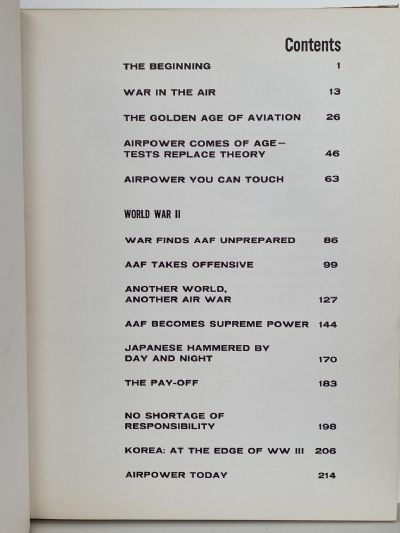 Contents
THE BEGINNING 1
WAR IN THE AIR 13
THE GOLDEN AGE OF AVIATION 26
AIRPOWER COMES OF AGE—
TESTS REPLACE THEORY 46
AIRPOWER YOU CAN TOUCH 63
WORLD WAR II
WAR FINDS AAF UNPREPARED 86
AAF TAKES OFFENSIVE 99
ANOTHER WORLD,
ANOTHER AIR WAR 127
AAF BECOMES SUPREME POWER 144
JAPANESE HAMMERED BY
DAY AND NIGHT 170
THE PAY-OFF 183
NO SHORTAGE OF
RESPONSIBILITY 198
KOREA: AT THE EDGE OF WW III 206
AIRPOWER TODAY 214